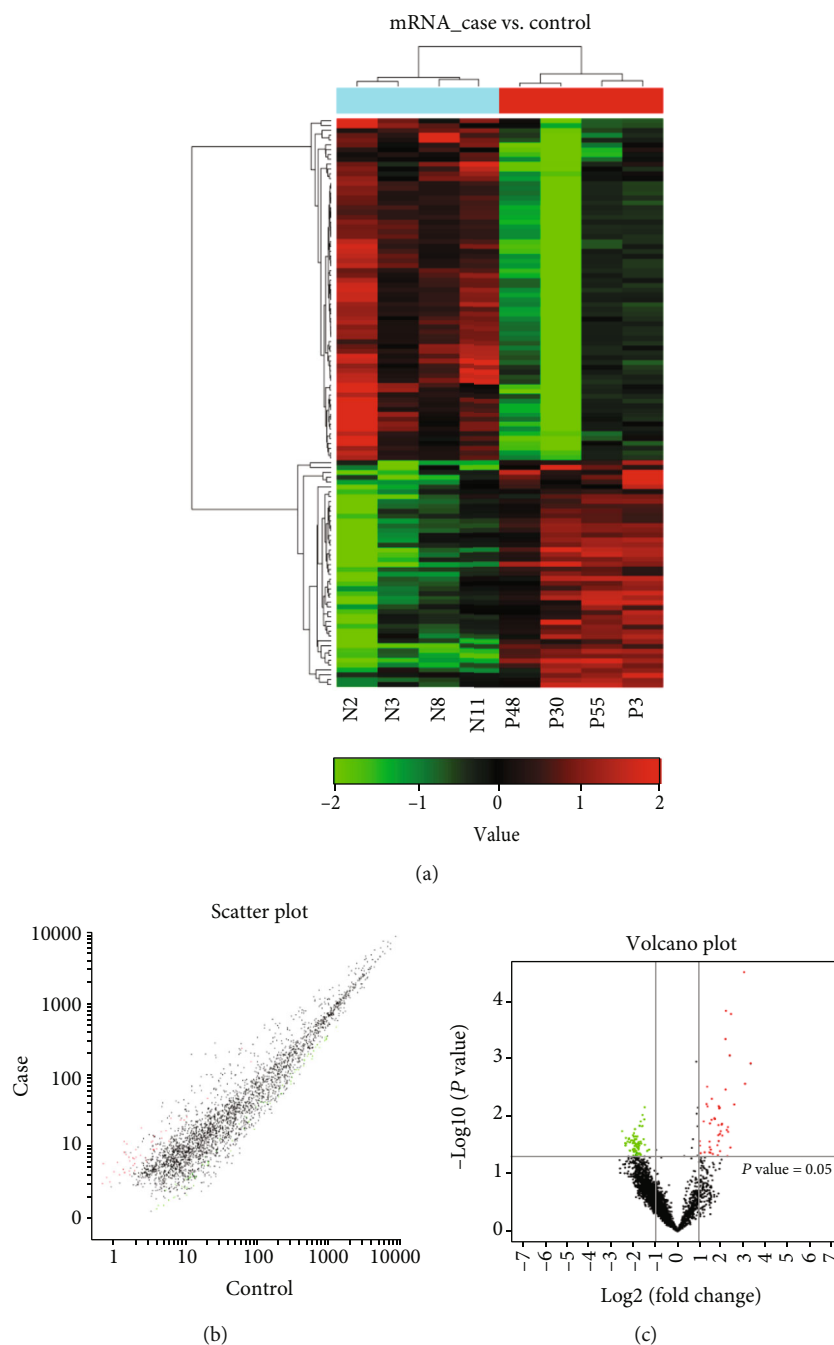 mRNA_case vs. control
N2 N3 N8 N11 P48 P30 P55 P3
−2 −1 0 1 2
Value
(a)
Scatter plot
10000
1000
100
10
0
Case
1 10 100 1000 10000
Control
(b)
Volcano plot
4
3
2
1
0
−Log10 (P value)
P value = 0.05
−7 −6 −5 −4 −3 −2 −1 0 1 2 3 4 5 6 7
Log2 (fold change)
(c)